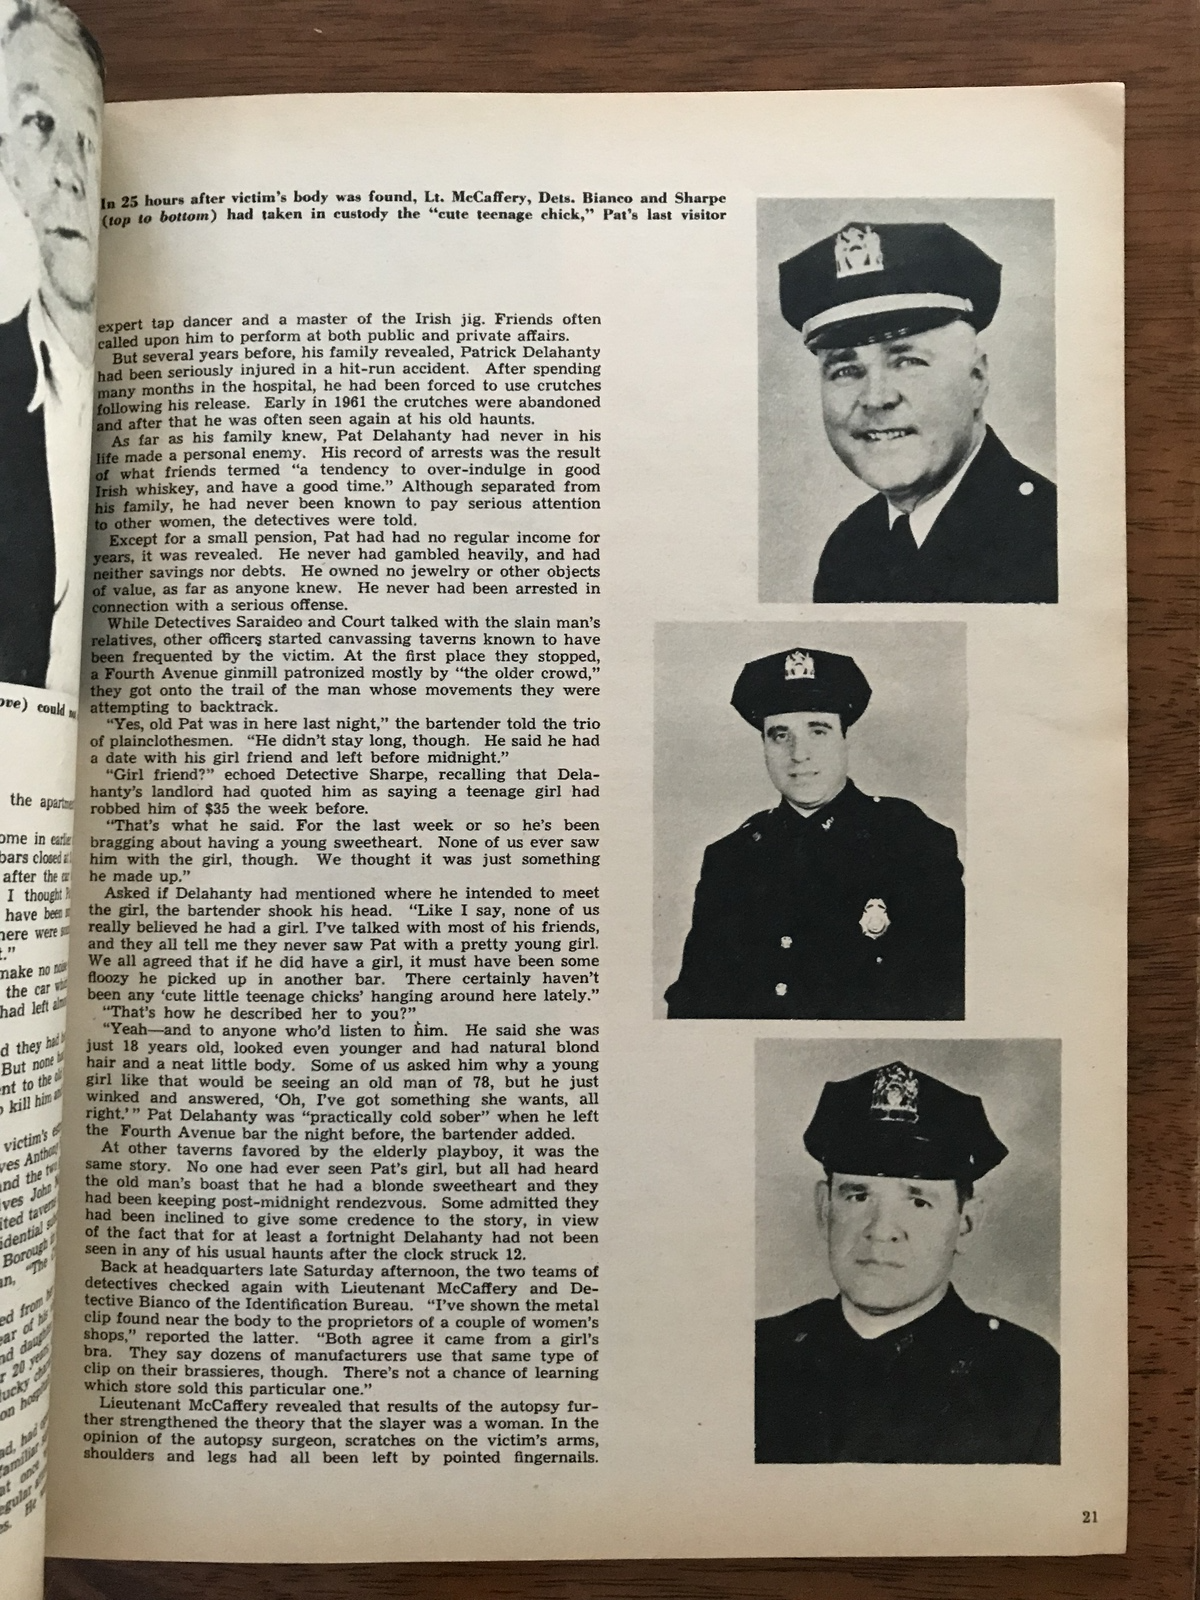 In 25 hours after victim's body was found, Lt. McCaffery, Dets. Bianco and Sharpe
(top to bottom) had taken in custody the "cute teenage chick," Pat's last visitor
expert tap dancer and a master of the Irish jig. Friends often
called upon him to perform at both public and private affairs.
But several years before, his family revealed, Patrick Delahanty
had been seriously injured in a hit-run accident. After spending
many months in the hospital, he had been forced to use crutches
following his release. Early in 1961 the crutches were abandoned
and after that he was often seen again at his old haunts.
As far as his family knew, Pat Delahanty had never in his
life made a personal enemy. His record of arrests was the result
of what friends termed "a tendency to over-indulge in good
Irish whiskey, and have a good time." Although separated from
his family, he had never been known to pay serious attention
to other women, the detectives were told.
Except for a small pension, Pat had had no regular income for
years, it was revealed. He never had gambled heavily, and had
neither savings nor debts. He owned no jewelry or other objects
of value, as far as anyone knew. He never had been arrested in
connection with a serious offense.
While Detectives Saraideo and Court talked with the slain man's
relatives, other officers started canvassing taverns known to have
been frequented by the victim. At the first place they stopped,
a Fourth Avenue ginmill patronized mostly by "the older crowd,"
they got onto the trail of the man whose movements they were
attempting to backtrack.
"Yes, old Pat was in here last night," the bartender told the trio
of plainclothesmen. "He didn't stay long, though. He said he had
a date with his girl friend and left before midnight."
"Girl friend?" echoed Detective Sharpe, recalling that Dela-
hanty's landlord had quoted him as saying a teenage girl had
robbed him of $35 the week before.
"That's what he said. For the last week or so he's been
bragging about having a young sweetheart. None of us ever saw
him with the girl, though. We thought it was just something
he made up."
Asked if Delahanty had mentioned where he intended to meet
the girl, the bartender shook his head. "Like I say, none of us
really believed he had a girl. I've talked with most of his friends,
and they all tell me they never saw Pat with a pretty young girl.
We all agreed that if he did have a girl, it must have been some
floozy he picked up in another bar. There certainly haven't
been any 'cute little teenage chicks' hanging around here lately."
"That's how he described her to you?"
"Yeah—and to anyone who'd listen to him. He said she was
just 18 years old, looked even younger and had natural blond
hair and a neat little body. Some of us asked him why a young
girl like that would be seeing an old man of 78, but he just
winked and answered, 'Oh, I've got something she wants, all
right.'" Pat Delahanty was "practically cold sober" when he left
the Fourth Avenue bar the night before, the bartender added.
At other taverns favored by the elderly playboy, it was the
same story. No one had ever seen Pat's girl, but all had heard
the old man's boast that he had a blonde sweetheart and they
had been keeping post-midnight rendezvous. Some admitted they
had been inclined to give some credence to the story, in view
of the fact that for at least a fortnight Delahanty had not been
seen in any of his usual haunts after the clock struck 12.
Back at headquarters late Saturday afternoon, the two teams of
detectives checked again with Lieutenant McCaffery and De-
tective Bianco of the Identification Bureau. "I've shown the metal
clip found near the body to the proprietors of a couple of women's
shops," reported the latter. "Both agree it came from a girl's
bra. They say dozens of manufacturers use that same type of
clip on their brassieres, though. There's not a chance of learning
which store sold this particular one."
Lieutenant McCaffery revealed that results of the autopsy fur-
ther strengthened the theory that the slayer was a woman. In the
opinion of the autopsy surgeon, scratches on the victim's arms,
shoulders and legs had all been left by pointed fingernails.
21